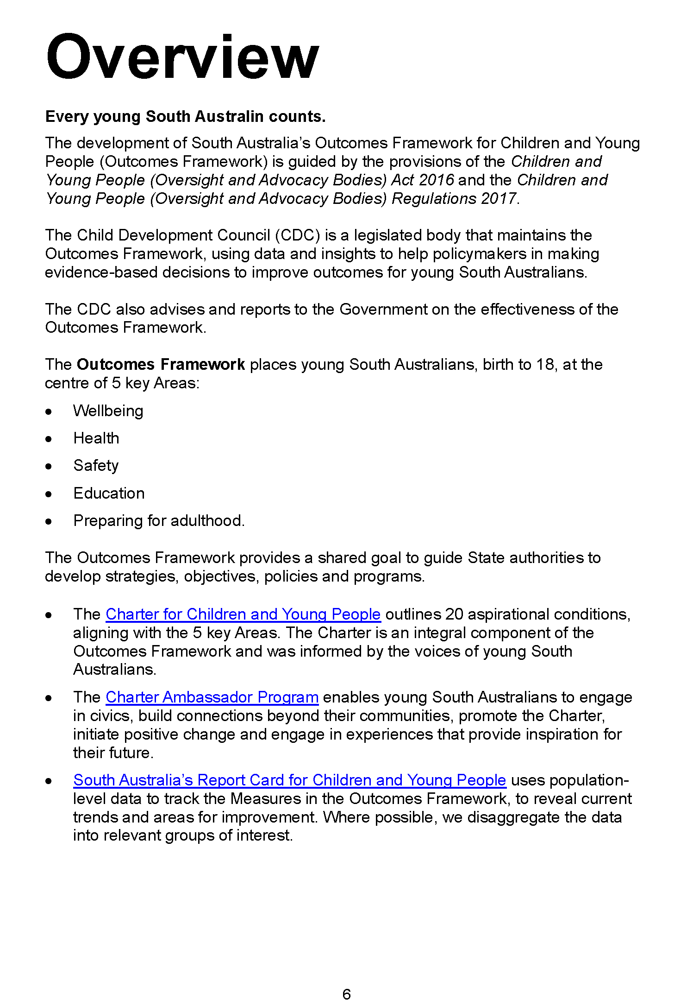 Overview
Every young South Australin counts.
The development of South Australia’s Outcomes Framework for Children and Young
People (Outcomes Framework) is guided by the provisions of the Children and
Young People (Oversight and Advocacy Bodies) Act 2016 and the Children and
Young People (Oversight and Advocacy Bodies) Regulations 2017.
The Child Development Council (CDC) is a legislated body that maintains the
Outcomes Framework, using data and insights to help policymakers in making
evidence-based decisions to improve outcomes for young South Australians.
The CDC also advises and reports to the Government on the effectiveness of the
Outcomes Framework.
The Outcomes Framework places young South Australians, birth to 18, at the
centre of 5 key Areas:
• Wellbeing
• Health
• Safety
• Education
• Preparing for adulthood.
The Outcomes Framework provides a shared goal to guide State authorities to
develop strategies, objectives, policies and programs.
• The Charter for Children and Young People outlines 20 aspirational conditions,
aligning with the 5 key Areas. The Charter is an integral component of the
Outcomes Framework and was informed by the voices of young South
Australians.
• The Charter Ambassador Program enables young South Australians to engage
in civics, build connections beyond their communities, promote the Charter,
initiate positive change and engage in experiences that provide inspiration for
their future.
• South Australia’s Report Card for Children and Young People uses population-
level data to track the Measures in the Outcomes Framework, to reveal current
trends and areas for improvement. Where possible, we disaggregate the data
into relevant groups of interest.
6